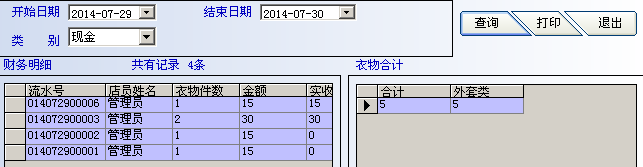 开始日期 2014-07-29 结束日期 2014-07-30 查询 打印 退出
类 别 现金
财务明细 共有记录 4条 衣物合计
流水号 店员姓名 衣物件数 金额 实收
014072900006 管理员 1 15 15
014072900003 管理员 2 30 30
014072900002 管理员 1 15 0
014072900001 管理员 1 15 0
合计 外套类
5 5